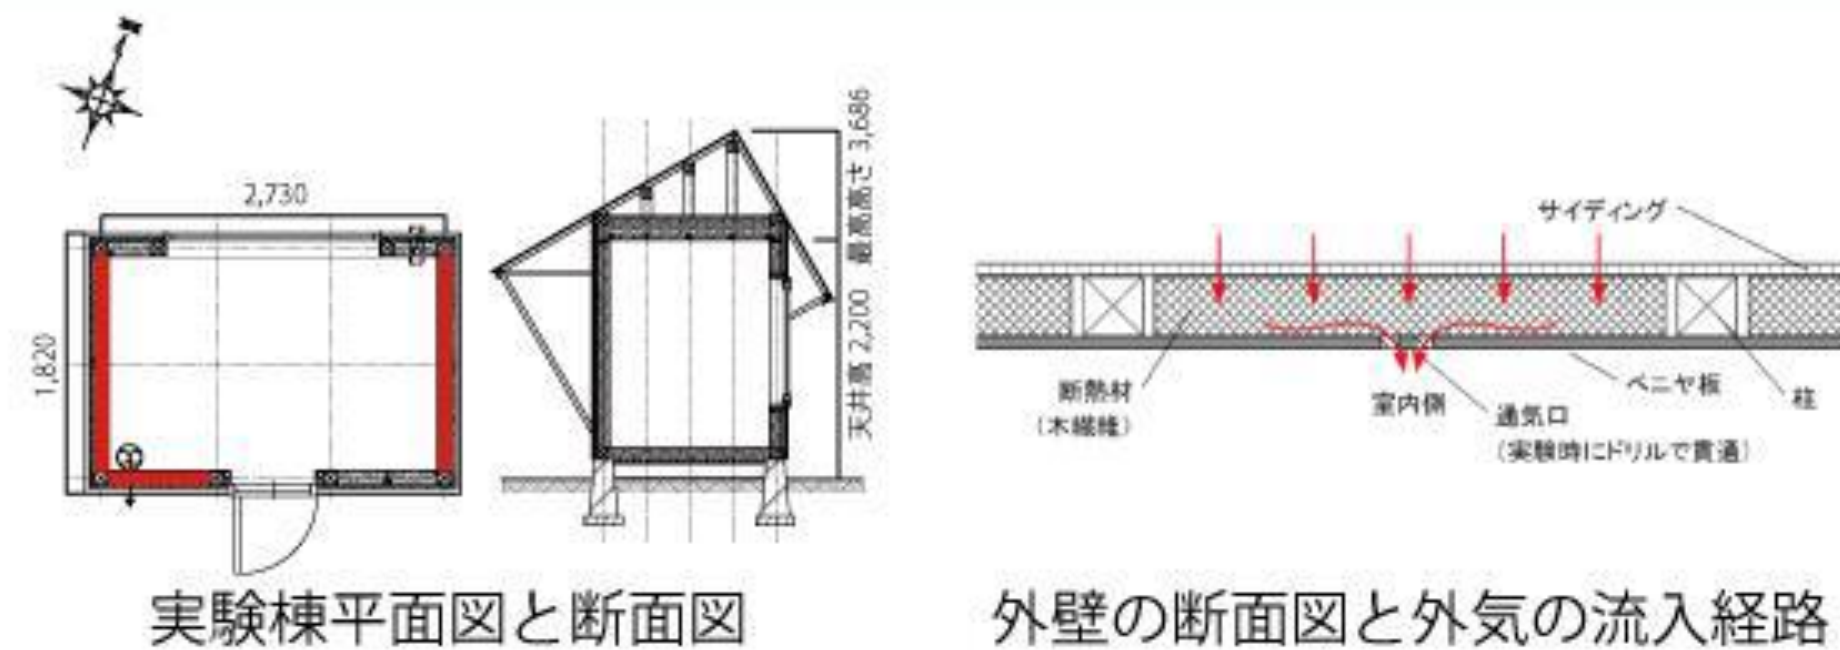 N
2,730
1,820
最高高さ 3,686
天井高 2,200
実験棟平面図と断面図
サイディング
断熱材
(木繊維)
室内側
通気口
(実験時にドリルで貫通)
ベニヤ板
柱
外壁の断面図と外気の流入経路